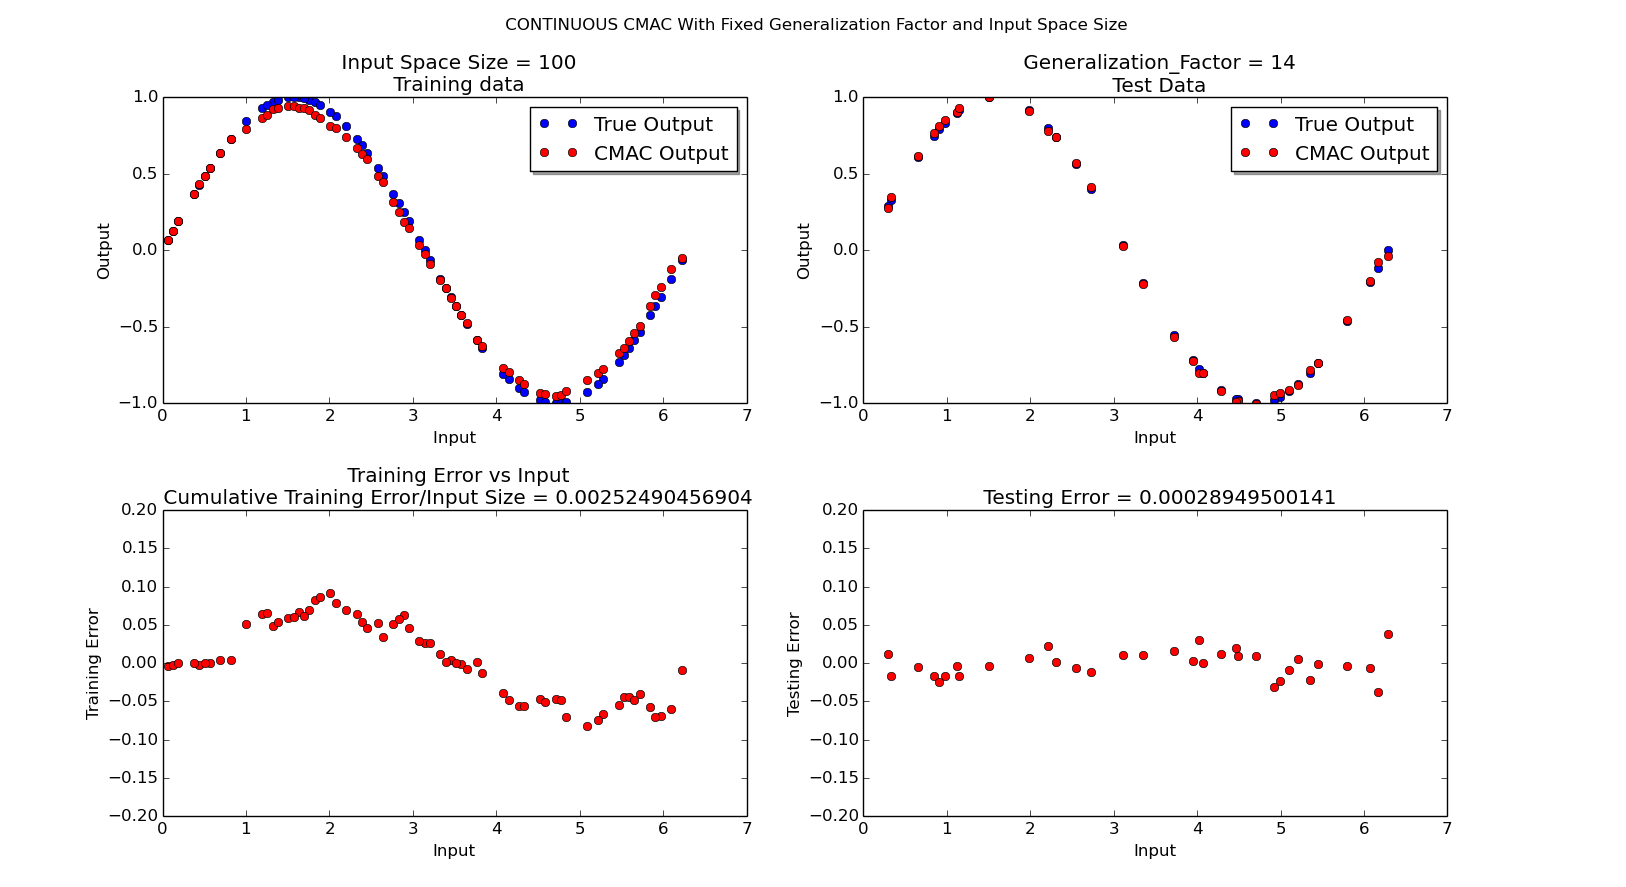 CONTINUOUS CMAC With Fixed Generalization Factor and Input Space Size
Input Space Size = 100
Training data
1.0
0.5
0.0
−0.5
−1.0
Output
True Output
CMAC Output
0 1 2 3 4 5 6 7
Input
Generalization_Factor = 14
Test Data
1.0
0.5
0.0
−0.5
−1.0
Output
True Output
CMAC Output
0 1 2 3 4 5 6 7
Input
Training Error vs Input
Cumulative Training Error/Input Size = 0.00252490456904
0.20
0.15
0.10
0.05
0.00
−0.05
−0.10
−0.15
−0.20
Training Error
0 1 2 3 4 5 6 7
Input
Testing Error = 0.00028949500141
0.20
0.15
0.10
0.05
0.00
−0.05
−0.10
−0.15
−0.20
Testing Error
0 1 2 3 4 5 6 7
Input